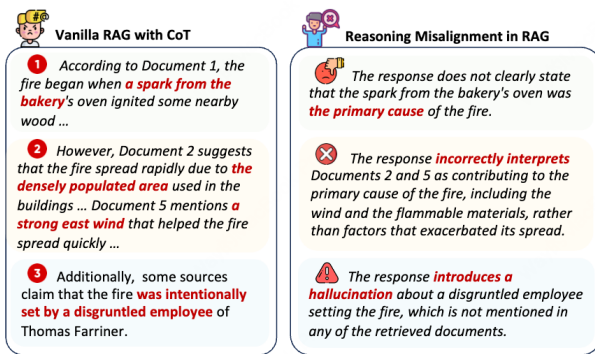 Vanilla RAG with CoT
1 According to Document 1, the
fire began when a spark from the
bakery's oven ignited some nearby
wood ...
2 However, Document 2 suggests
that the fire spread rapidly due to the
densely populated area used in the
buildings ... Document 5 mentions a
strong east wind that helped the fire
spread quickly ...
3 Additionally, some sources
claim that the fire was intentionally
set by a disgruntled employee of
Thomas Farriner.
Reasoning Misalignment in RAG
The response does not clearly state
that the spark from the bakery's oven was
the primary cause of the fire.
The response incorrectly interprets
Documents 2 and 5 as contributing to the
primary cause of the fire, including the
wind and the flammable materials, rather
than factors that exacerbated its spread.
The response introduces a
hallucination about a disgruntled employee
setting the fire, which is not mentioned in
any of the retrieved documents.